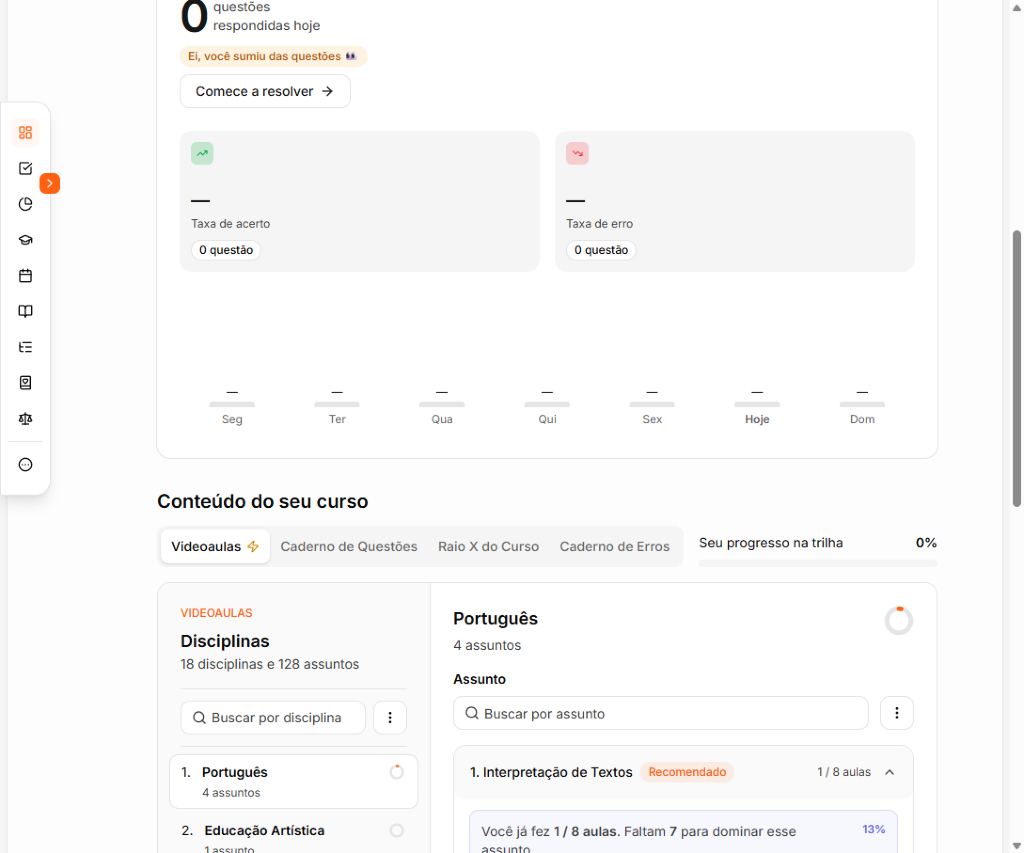 0 questões
respondidas hoje
Ei, você sumiu das questões 👀
Comece a resolver →
—
Taxa de acerto
0 questão
—
Taxa de erro
0 questão
— — — — — — —
Seg Ter Qua Qui Sex Hoje Dom
Conteúdo do seu curso
Videoaulas Caderno de Questões Raio X do Curso Caderno de Erros
Seu progresso na trilha 0%
VIDEOAULAS
Disciplinas
18 disciplinas e 128 assuntos
Buscar por disciplina
1. Português
4 assuntos
2. Educação Artística
1 assunto
Português
4 assuntos
Assunto
Buscar por assunto
1. Interpretação de Textos Recomendado 1 / 8 aulas
Você já fez 1 / 8 aulas. Faltam 7 para dominar esse 13%
assunto